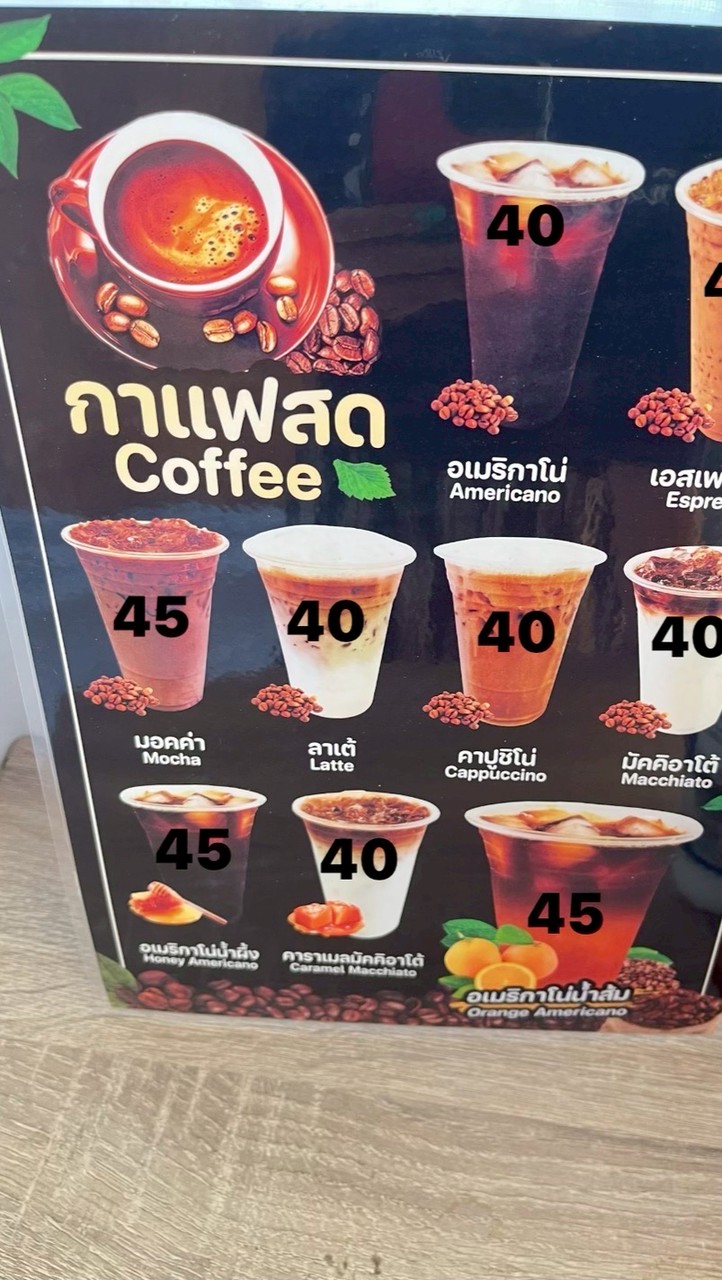 กาแฟสด
Coffee
40
อเมริกาโน่
Americano
45
มอคค่า
Mocha
40
ลาเต้
Latte
40
คาปูชิโน่
Cappuccino
40
มัคคิอาโต้
Macchiato
45
อเมริกาโน่น้ำผึ้ง
Honey Americano
40
คาราเมลมัคคิอาโต้
Caramel Macchiato
45
อเมริกาโน่น้ำส้ม
Orange Americano